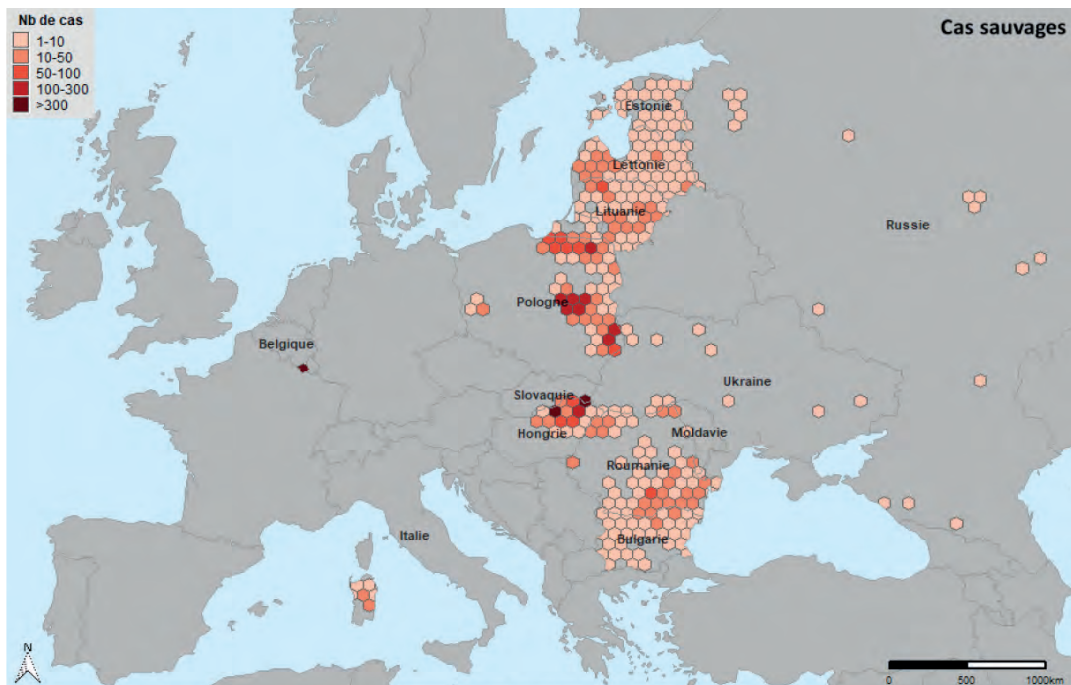 Nb de cas
1-10
10-50
50-100
100-300
>300
Cas sauvages
Estonie
Lettonie
Lituanie
Russie
Pologne
Belgique
Slovaquie
Ukraine
Hongrie
Moldavie
Roumanie
Bulgarie
Italie
N
0 500 1000km